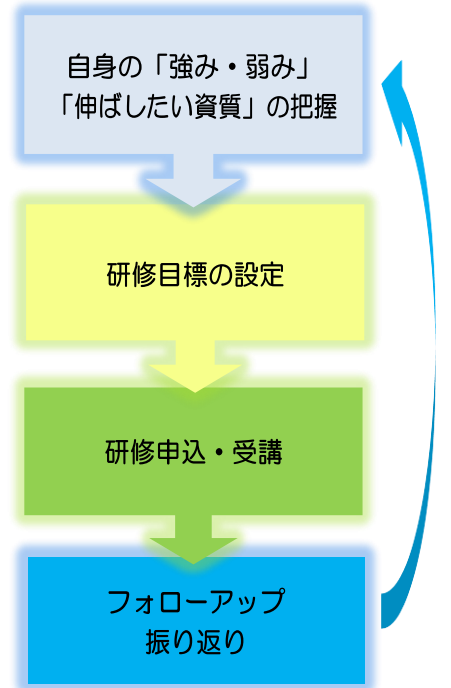 自身の「強み・弱み」
「伸ばしたい資質」の把握
研修目標の設定
研修申込・受講
フォローアップ
振り返り